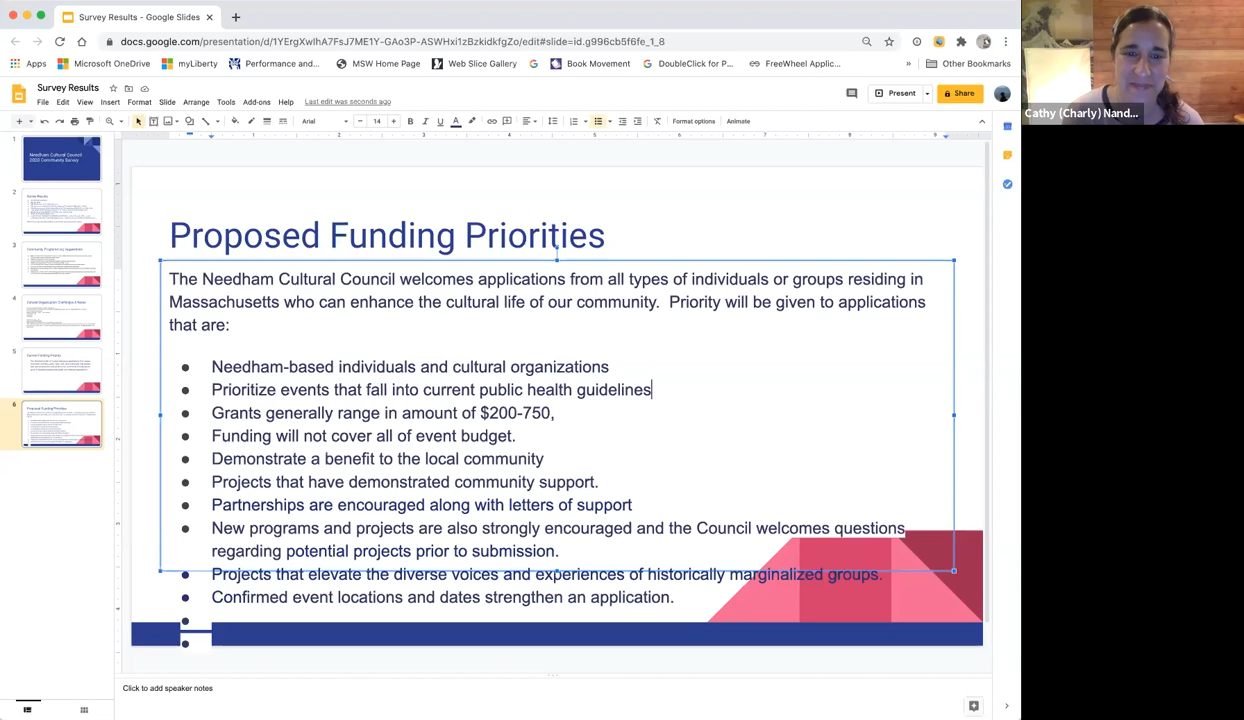 Survey Results - Google Slides
docs.google.com/presentation/d/1YErgXwIhA7FsJ7ME1Y-GAo3P-ASWHxi1zBzkidkfgZo/edit#slide=id.g996cb5f6fe_1_8
Apps Microsoft OneDrive myLiberty Performance and... MSW Home Page Web Slice Gallery Book Movement DoubleClick for P... FreeWheel Applic... » Other Bookmarks
Survey Results
File Edit View Insert Format Slide Arrange Tools Add-ons Help Last edit was seconds ago
Present Share
Arial 14 Format options Animate
Cathy (Charly) Nand...
Needham Cultural Council
2020 Community Survey
Proposed Funding Priorities
The Needham Cultural Council welcomes applications from all types of individuals or groups residing in
Massachusetts who can enhance the cultural life of our community. Priority will be given to applications
that are:
● Needham-based individuals and cultural organizations
● Prioritize events that fall into current public health guidelines
● Grants generally range in amount of $200-750,
● Funding will not cover all of event budget.
● Demonstrate a benefit to the local community
● Projects that have demonstrated community support.
● Partnerships are encouraged along with letters of support
● New programs and projects are also strongly encouraged and the Council welcomes questions
regarding potential projects prior to submission.
● Projects that elevate the diverse voices and experiences of historically marginalized groups.
● Confirmed event locations and dates strengthen an application.
Click to add speaker notes